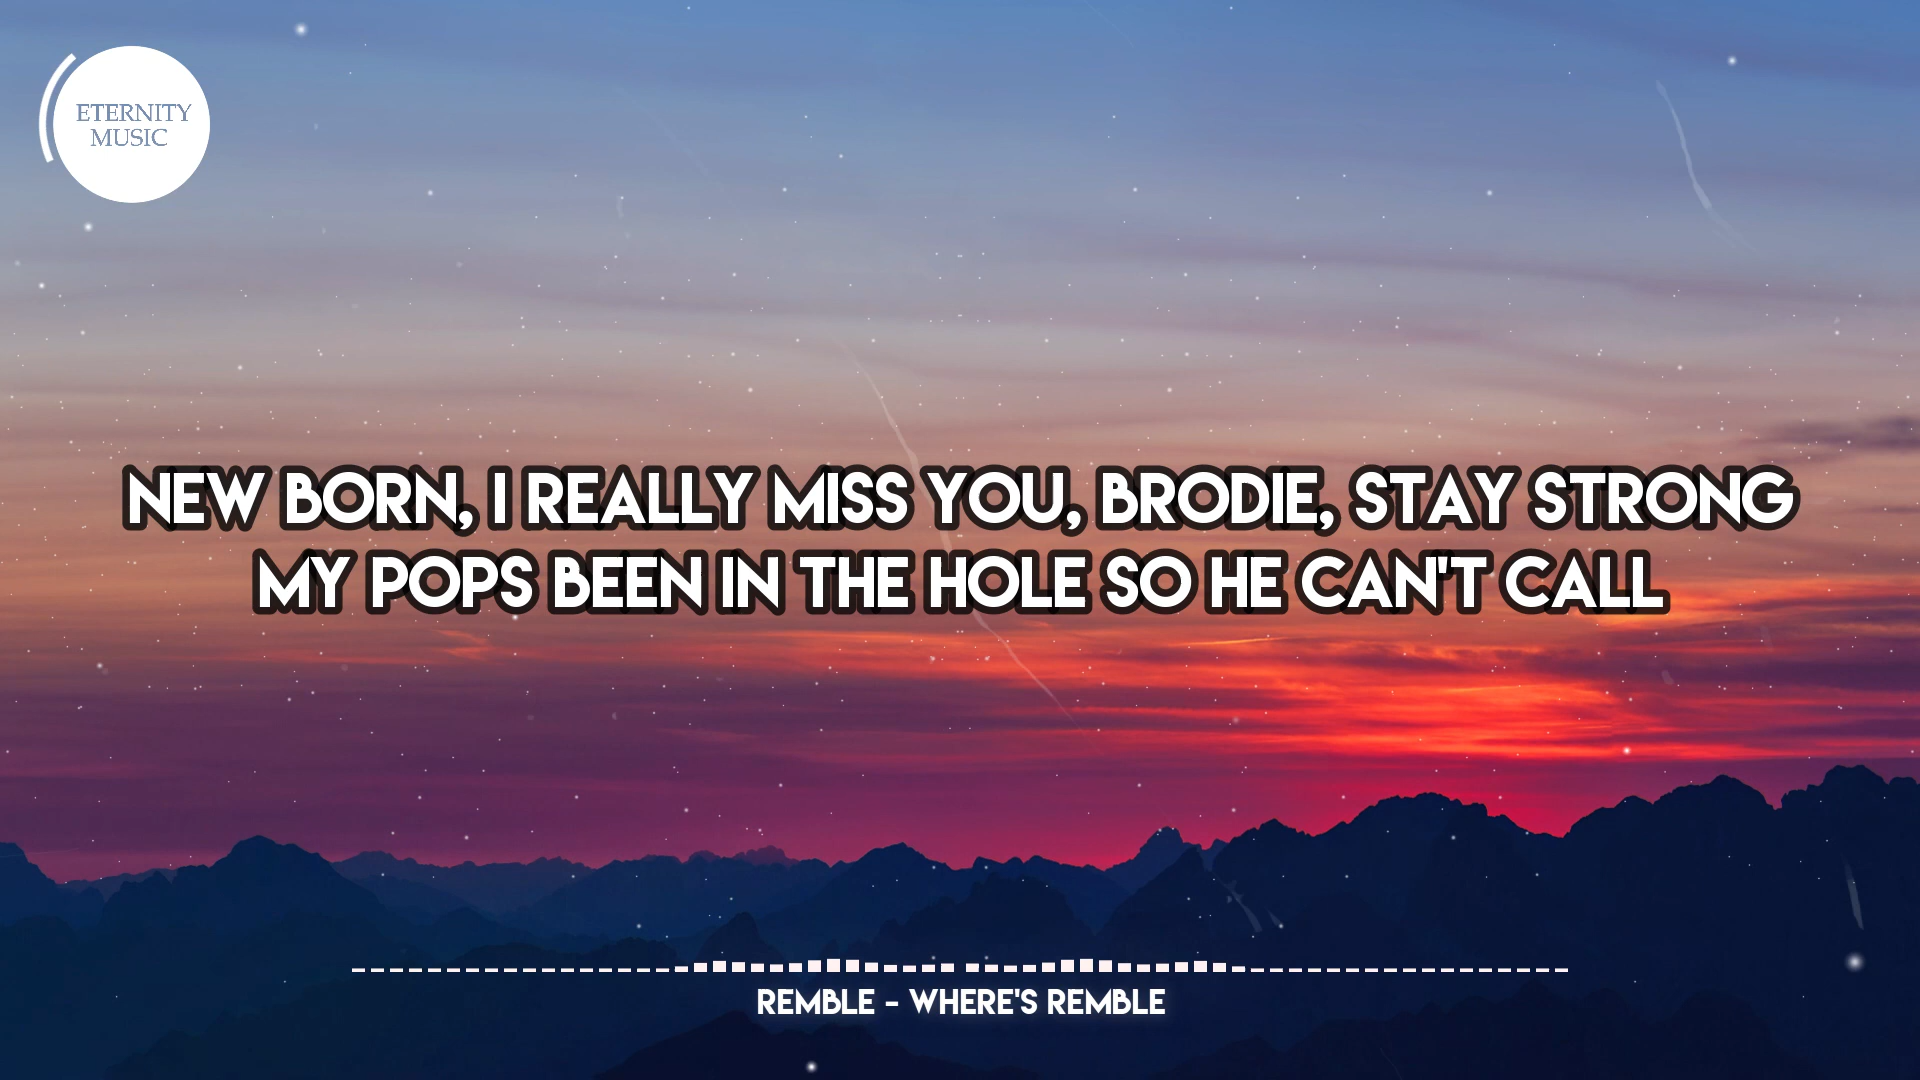 ETERNITY
MUSIC
NEW BORN, I REALLY MISS YOU, BRODIE, STAY STRONG
MY POPS BEEN IN THE HOLE SO HE CAN'T CALL
REMBLE - WHERE'S REMBLE